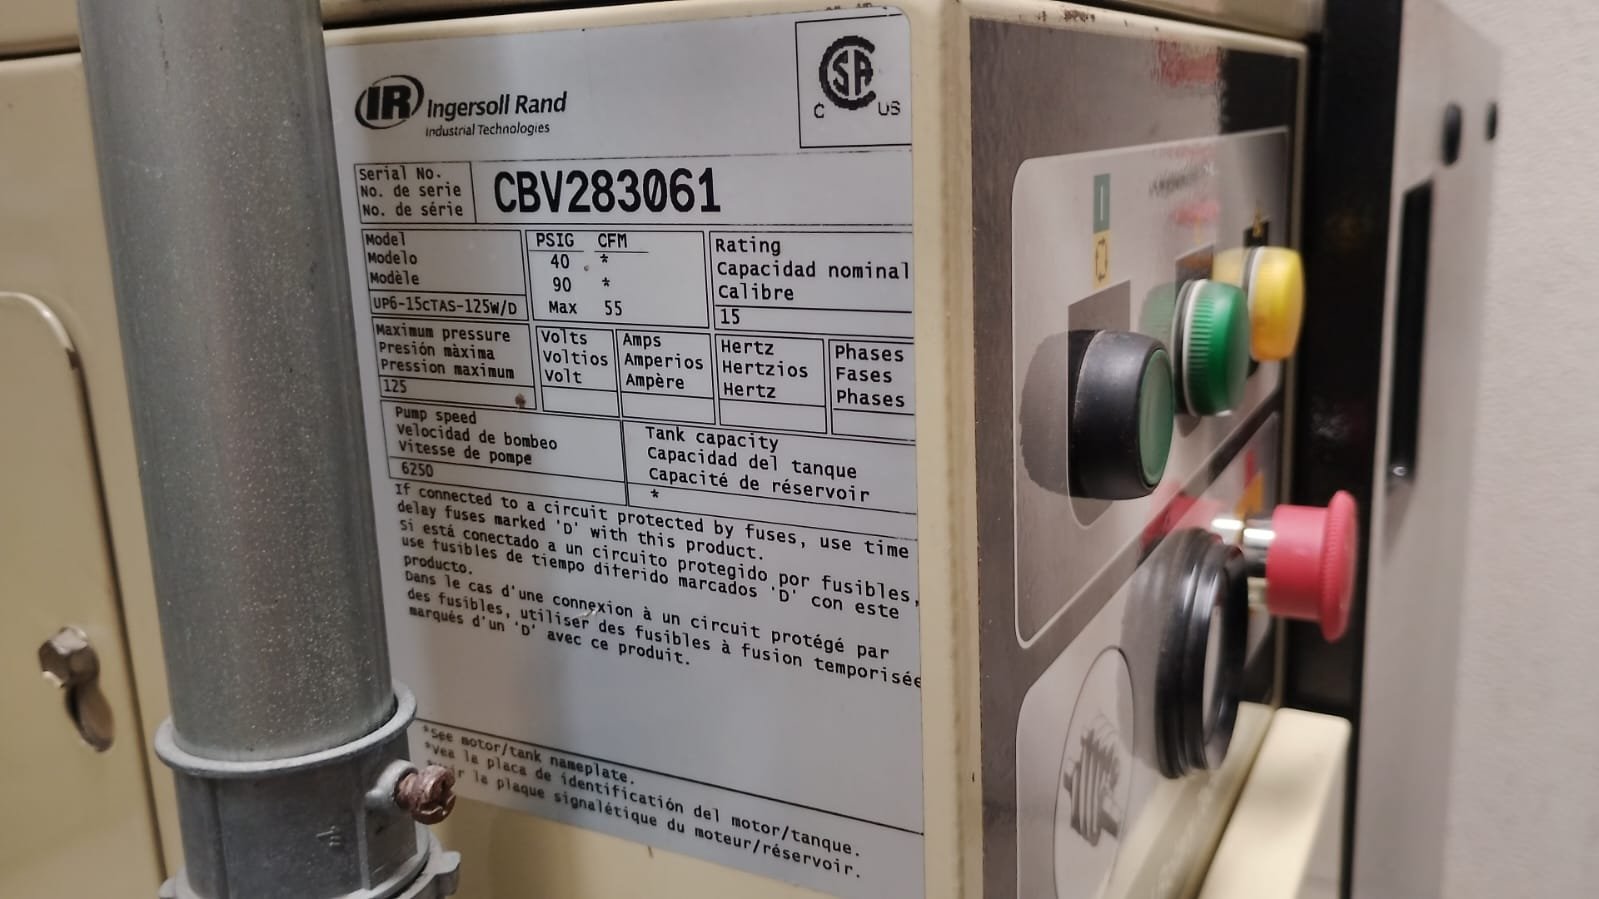 IR Ingersoll Rand
Industrial Technologies
CSA
C US
Serial No.
No. de serie
No. de série
CBV283061
Model
Modelo
Modèle
UP6-15cTAS-125W/D
PSIG CFM
40 *
90 *
Max 55
Rating
Capacidad nominal
Calibre
15
Maximum pressure
Presión màxima
Pression maximum
125
Volts
Voltios
Volt
Amps
Amperios
Ampère
Hertz
Hertzios
Hertz
Phases
Fases
Phases
Pump speed
Velocidad de bombeo
Vitesse de pompe
6250
Tank capacity
Capacidad del tanque
Capacité de réservoir
*
If connected to a circuit protected by fuses, use time
delay fuses marked 'D' with this product.
Si está conectado a un circuito protegido por fusibles,
use fusibles de tiempo diferido marcados 'D' con este
producto.
Dans le cas d'une connexion à un circuit protégé par
des fusibles, utiliser des fusibles à fusion temporisée
marqués d'un 'D' avec ce produit.
*See motor/tank nameplate.
*Vea la placa de identificación del motor/tanque.
la plaque signalétique du moteur/réservoir.